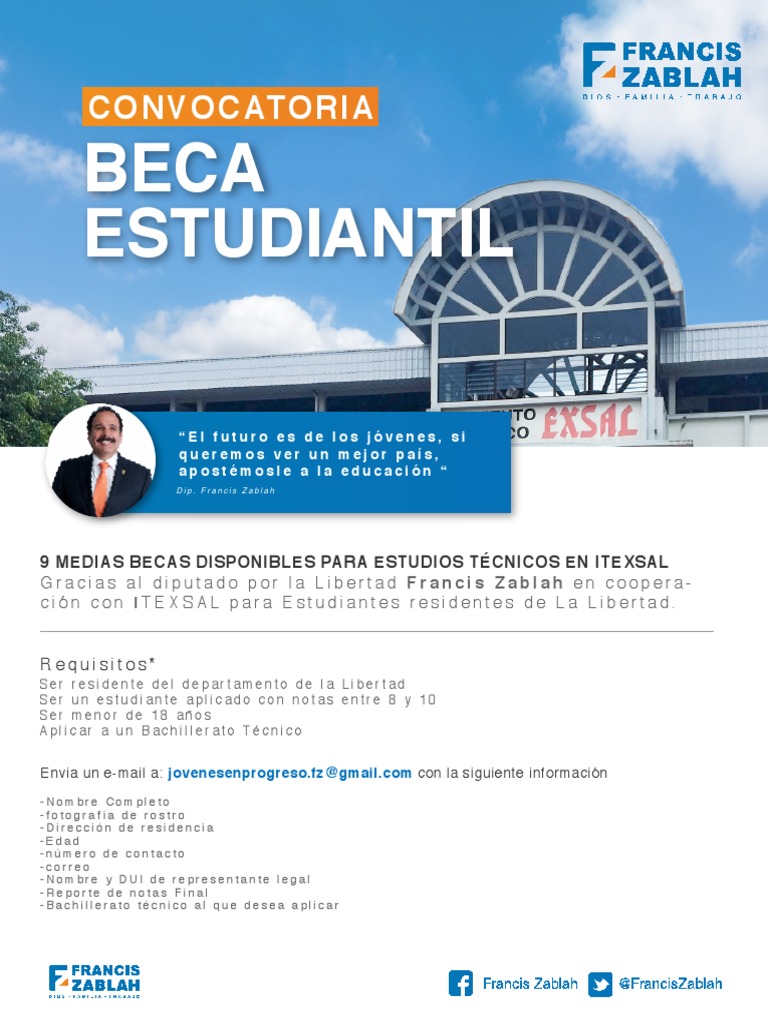 FRANCIS
ZABLAH
DIOS · FAMILIA · TRABAJO
CONVOCATORIA
BECA
ESTUDIANTIL
EXSAL
“El futuro es de los jóvenes, si
queremos ver un mejor país,
apostémosle a la educación “
Dip. Francis Zablah
9 MEDIAS BECAS DISPONIBLES PARA ESTUDIOS TÉCNICOS EN ITEXSAL
Gracias al diputado por la Libertad Francis Zablah en coopera-
ción con ITEXSAL para Estudiantes residentes de La Libertad.
Requisitos*
Ser residente del departamento de la Libertad
Ser un estudiante aplicado con notas entre 8 y 10
Ser menor de 18 años
Aplicar a un Bachillerato Técnico
Envia un e-mail a: jovenesenprogreso.fz@gmail.com con la siguiente información
-Nombre Completo
-fotografia de rostro
-Dirección de residencia
-Edad
-número de contacto
-correo
-Nombre y DUI de representante legal
-Reporte de notas Final
-Bachillerato técnico al que desea aplicar
FRANCIS
ZABLAH
DIOS · FAMILIA · TRABAJO
Francis Zablah
@FrancisZablah